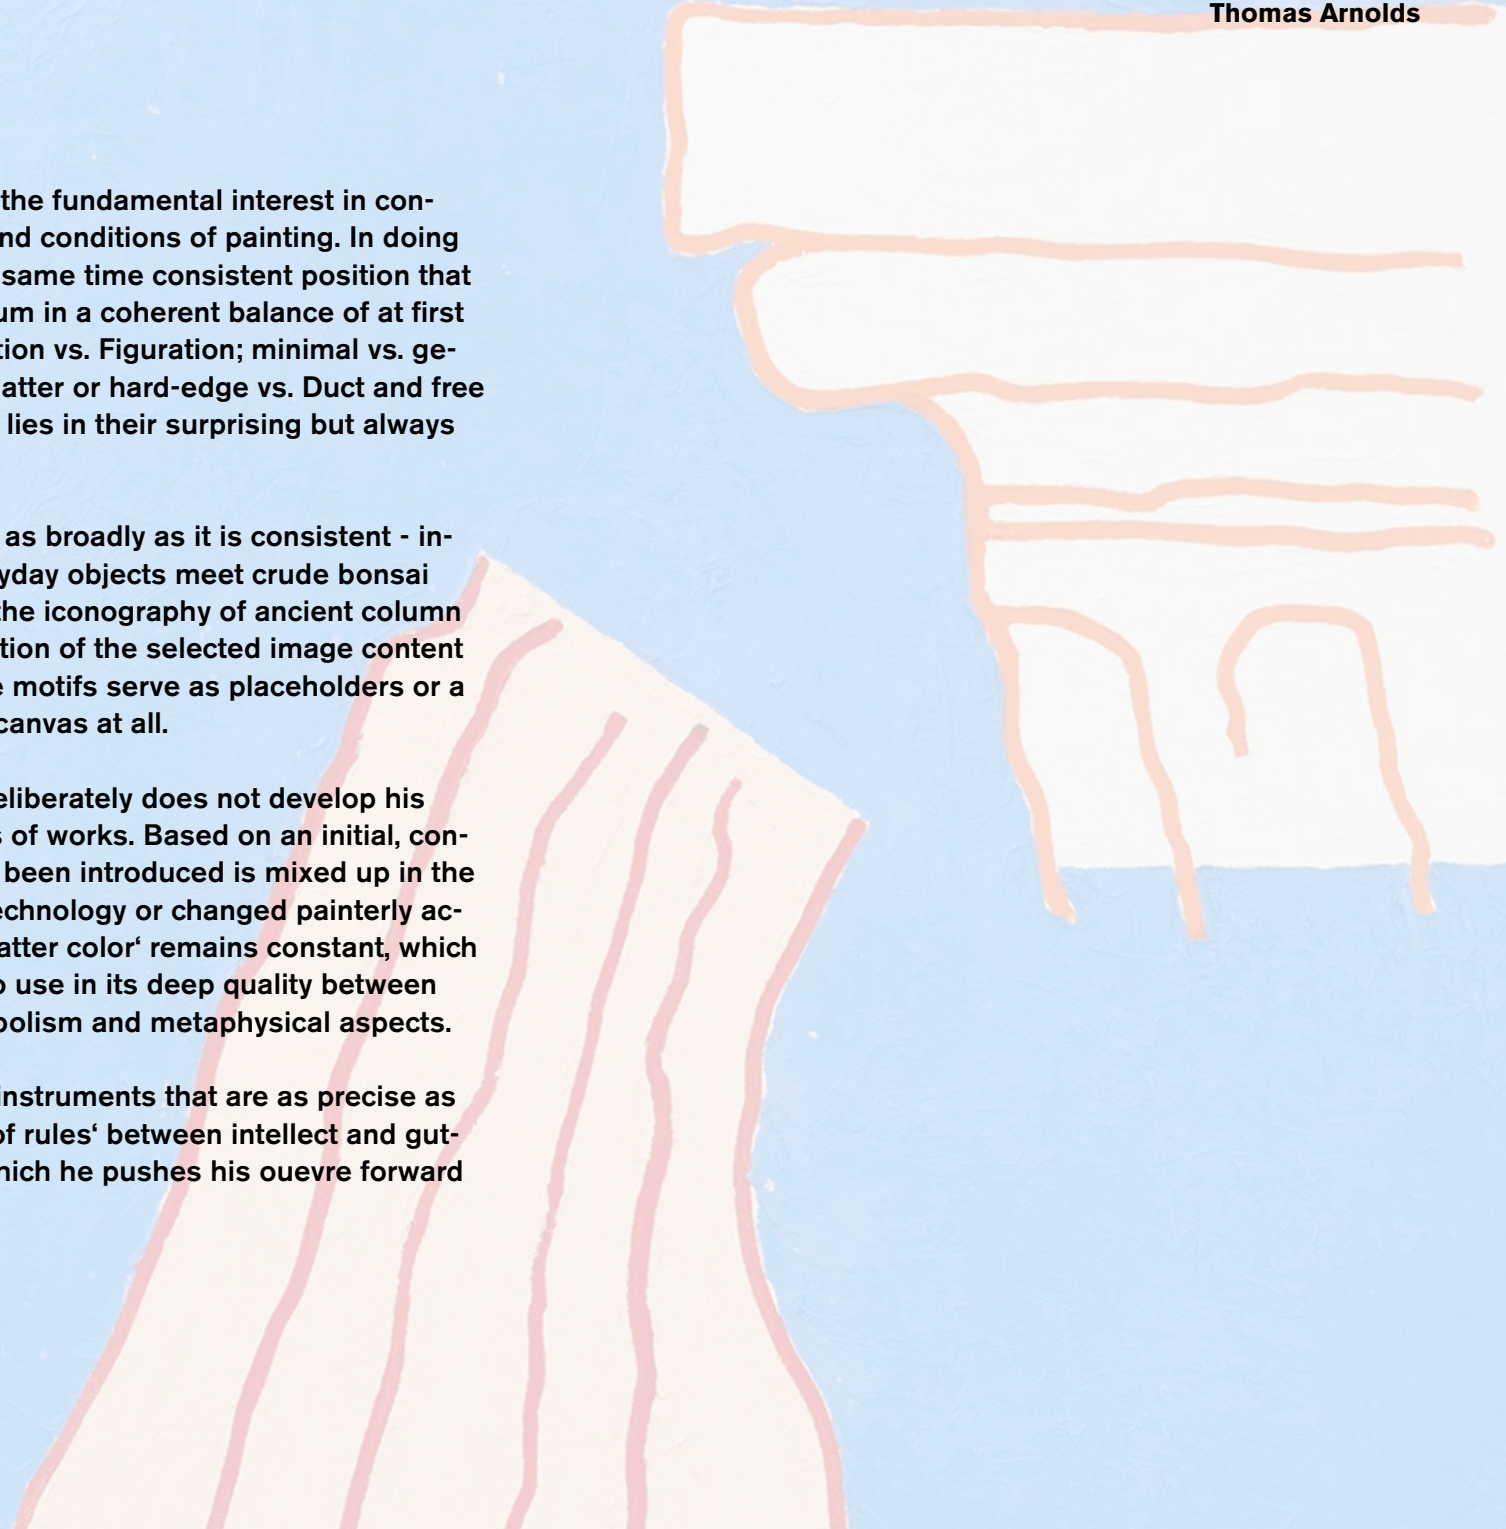 Thomas Arnolds
the fundamental interest in con-
nd conditions of painting. In doing
same time consistent position that
um in a coherent balance of at first
tion vs. Figuration; minimal vs. ge-
atter or hard-edge vs. Duct and free
lies in their surprising but always
as broadly as it is consistent - in-
yday objects meet crude bonsai
the iconography of ancient column
tion of the selected image content
e motifs serve as placeholders or a
canvas at all.
eliberately does not develop his
s of works. Based on an initial, con-
been introduced is mixed up in the
echnology or changed painterly ac-
atter color‘ remains constant, which
o use in its deep quality between
bolism and metaphysical aspects.
instruments that are as precise as
of rules‘ between intellect and gut-
hich he pushes his ouevre forward